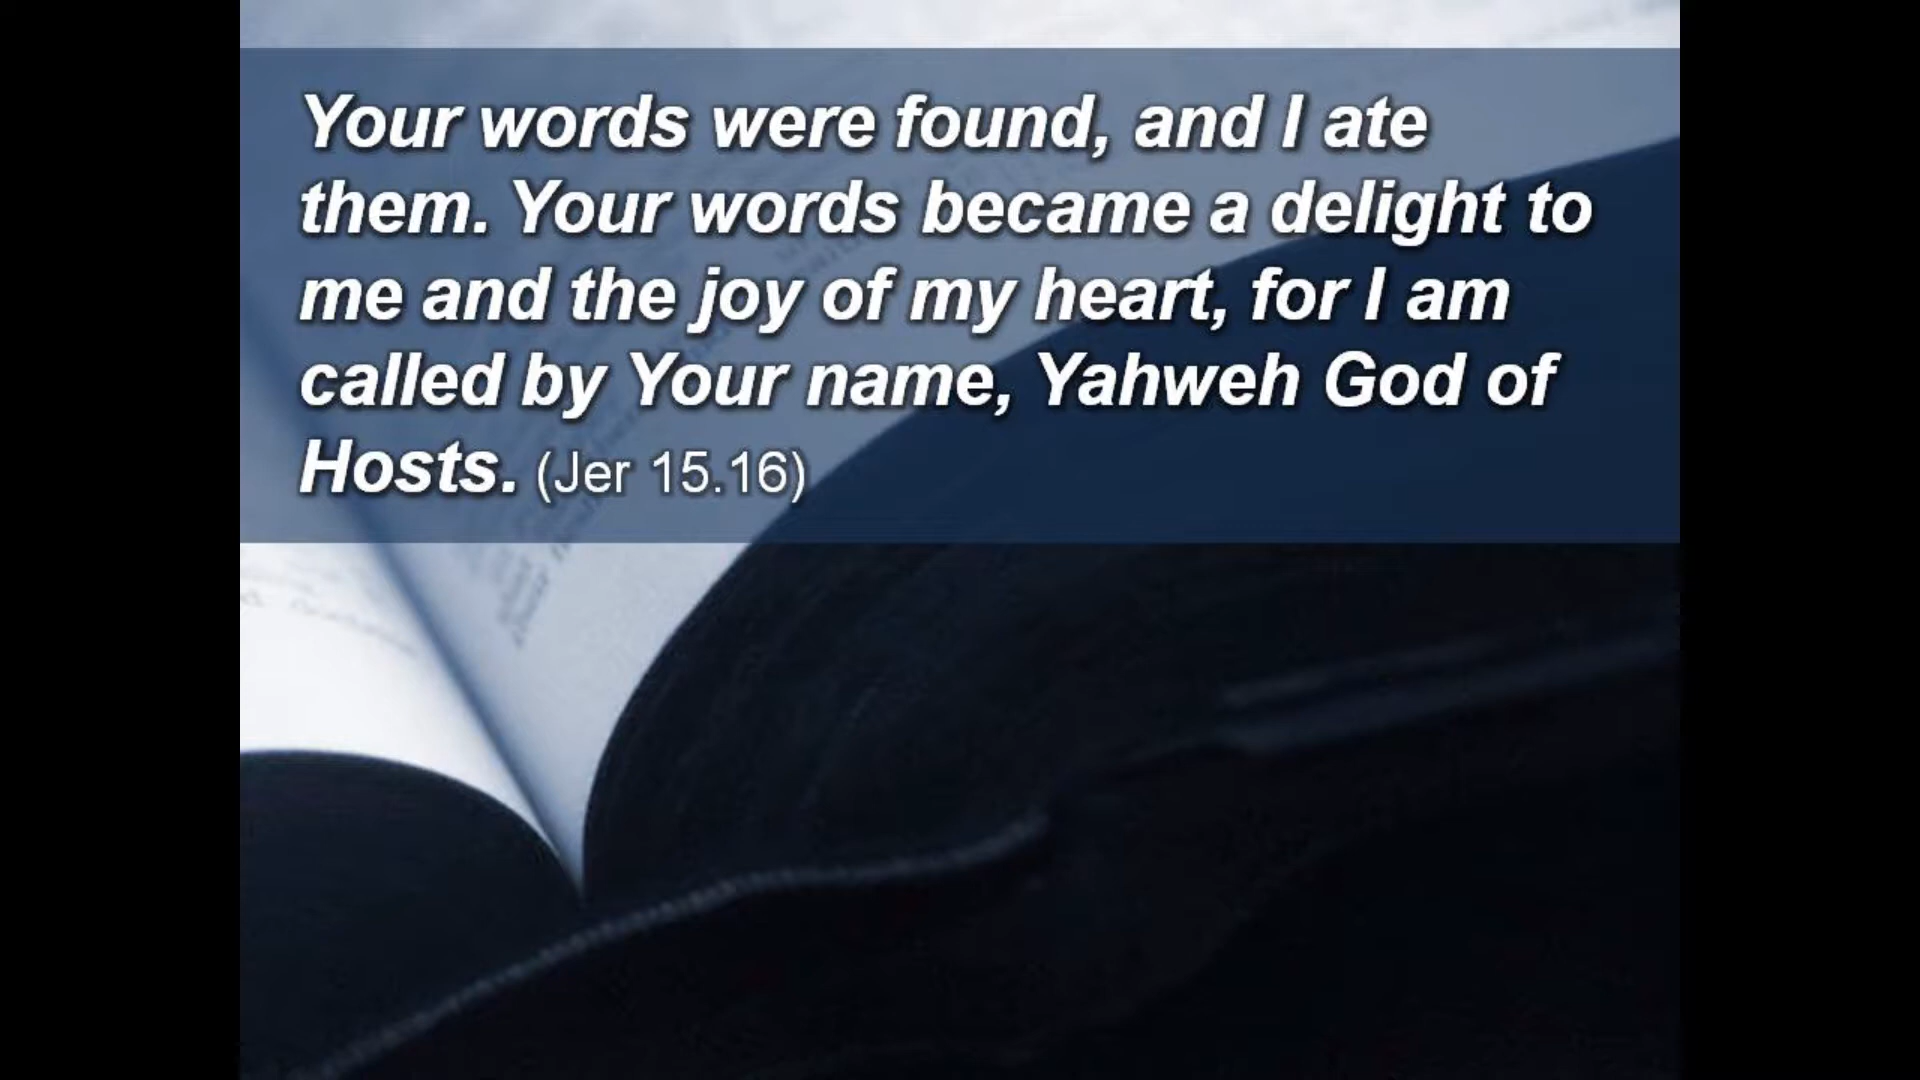 Your words were found, and I ate
them. Your words became a delight to
me and the joy of my heart, for I am
called by Your name, Yahweh God of
Hosts. (Jer 15.16)